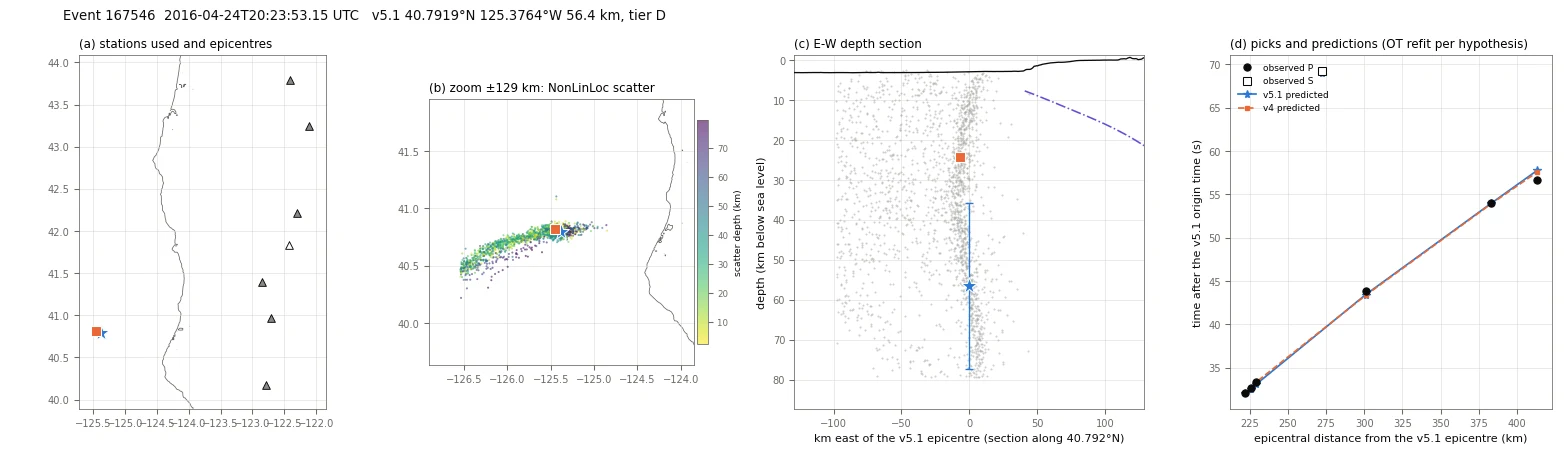 Event 167546  2016-04-24T20:23:53.15 UTC   v5.1 40.7919°N 125.3764°W 56.4 km, tier D
(a) stations used and epicentres
44.0
43.5
43.0
42.5
42.0
41.5
41.0
40.5
40.0
−125.5−125.0−124.5−124.0−123.5−123.0−122.5−122.0
(b) zoom ±129 km: NonLinLoc scatter
41.5
41.0
40.5
40.0
−126.5 −126.0 −125.5 −125.0 −124.5 −124.0
70
60
50
40
30
20
10
scatter depth (km)
(c) E-W depth section
0
10
20
30
40
50
60
70
80
depth (km below sea level)
−100 −50 0 50 100
km east of the v5.1 epicentre (section along 40.792°N)
(d) picks and predictions (OT refit per hypothesis)
observed P
observed S
v5.1 predicted
v4 predicted
70
65
60
55
50
45
40
35
time after the v5.1 origin time (s)
225 250 275 300 325 350 375 400
epicentral distance from the v5.1 epicentre (km)